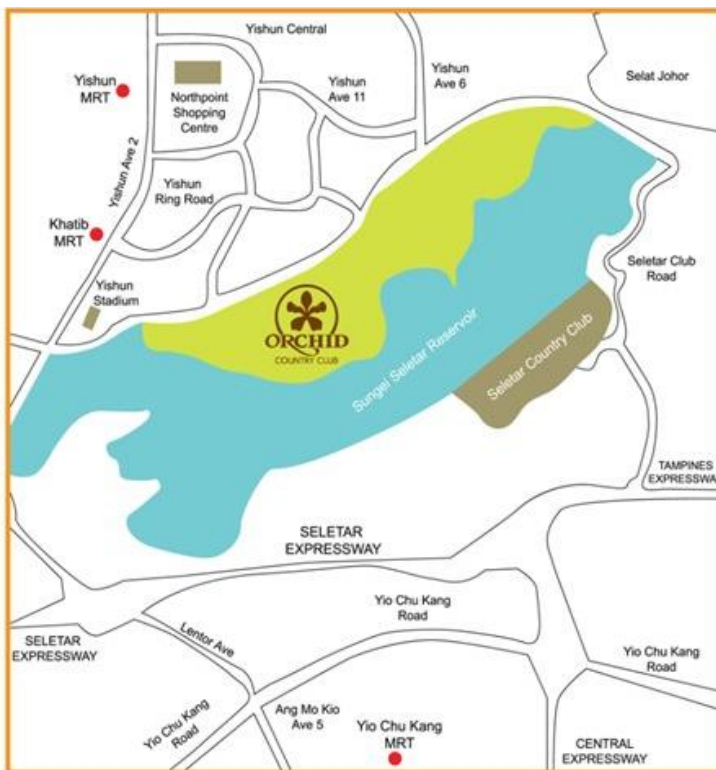 Yishun Central
Yishun
MRT
Northpoint
Shopping
Centre
Yishun
Ave 11
Yishun
Ave 6
Selat Johor
Yishun Ave 2
Yishun
Ring Road
Khatib
MRT
Yishun
Stadium
Seletar Club
Road
ORCHID
COUNTRY CLUB
Sungei Seletar Reservoir
Seletar Country Club
TAMPINES
EXPRESSWAY
SELETAR
EXPRESSWAY
Yio Chu Kang
Road
Lentor Ave
SELETAR
EXPRESSWAY
Yio Chu Kang
Road
Yio Chu Kang
Road
Ang Mo Kio
Ave 5
Yio Chu Kang
MRT
CENTRAL
EXPRESSWAY